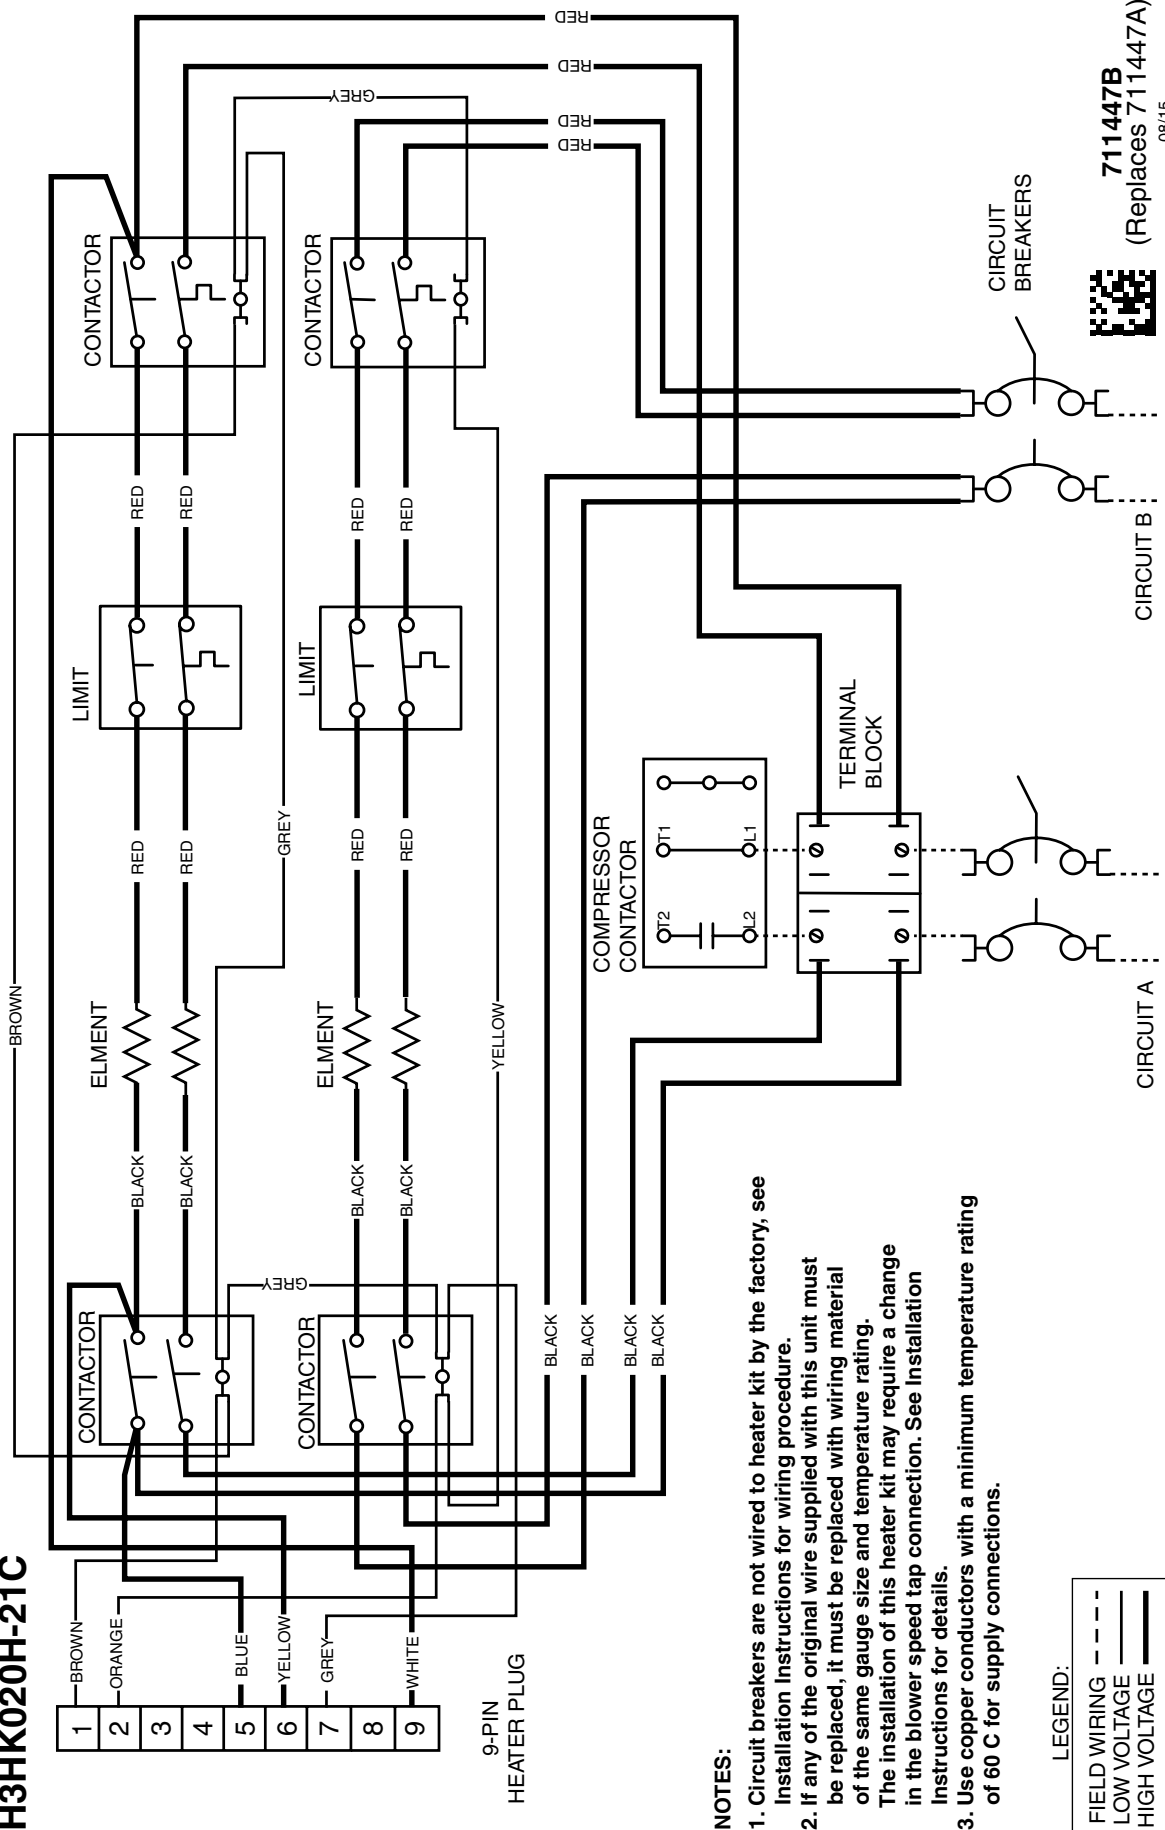 H3HK020H-21C
1
2
3
4
5
6
7
8
9
9-PIN
HEATER PLUG
BROWN
ORANGE
BLUE
YELLOW
GREY
WHITE
CONTACTOR
CONTACTOR
BLACK
BLACK
BLACK
BLACK
GREY
BROWN
ELMENT
ELMENT
YELLOW
GREY
RED
RED
RED
RED
LIMIT
LIMIT
RED
RED
RED
RED
CONTACTOR
CONTACTOR
GREY
RED
RED
RED
RED
BLACK
BLACK
BLACK
BLACK
COMPRESSOR
CONTACTOR
T2
T1
L2
L1
TERMINAL
BLOCK
CIRCUIT A
CIRCUIT B
CIRCUIT
BREAKERS
NOTES:
1. Circuit breakers are not wired to heater kit by the factory, see
Installation Instructions for wiring procedure.
2. If any of the original wire supplied with this unit must
be replaced, it must be replaced with wiring material
of the same gauge size and temperature rating.
The installation of this heater kit may require a change
in the blower speed tap connection. See Installation
Instructions for details.
3. Use copper conductors with a minimum temperature rating
of 60 C for supply connections.
LEGEND:
FIELD WIRING
LOW VOLTAGE
HIGH VOLTAGE
711447B
(Replaces 711447A)
08/15